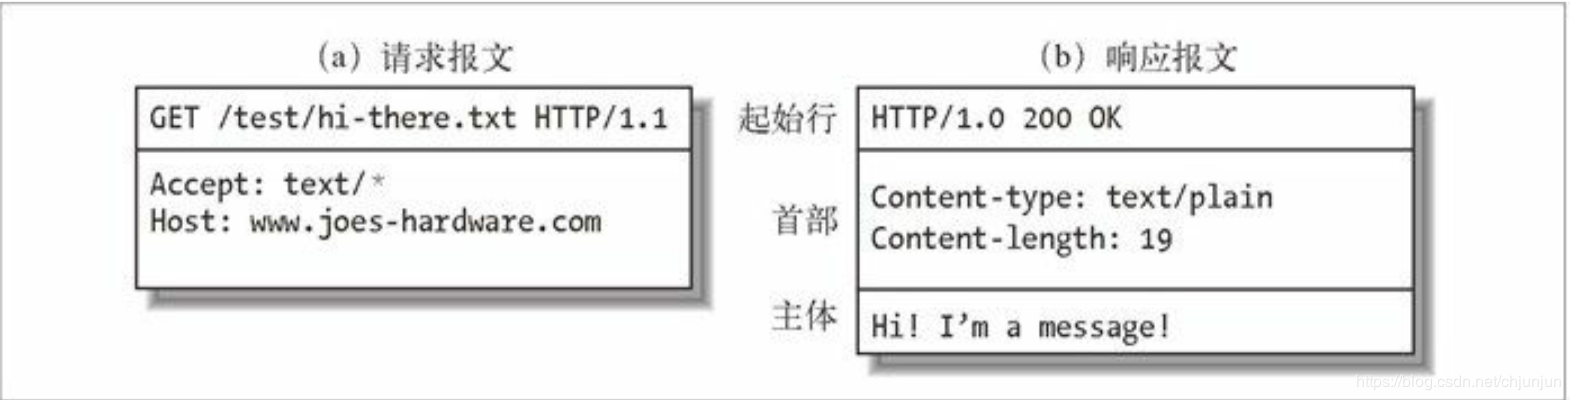 (a) 请求报文
GET /test/hi-there.txt HTTP/1.1
Accept: text/*
Host: www.joes-hardware.com
起始行
首部
主体
(b) 响应报文
HTTP/1.0 200 OK
Content-type: text/plain
Content-length: 19
Hi! I’m a message!
https://blog.csdn.net/chjunjun